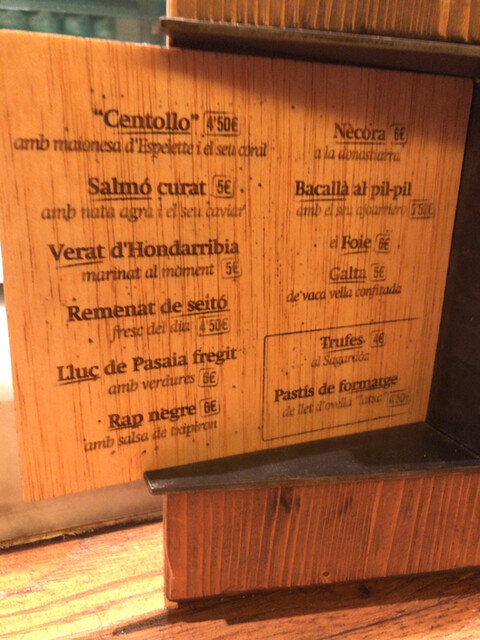 “Centollo” 4'50€
amb maionesa d'Espelette i el seu coral
Salmó curat 5€
amb nata agra i el seu caviar
Verat d'Hondarribia
marinat al moment 5€
Remenat de seitó
fresc del dia 4'50€
Lluç de Pasaia fregit
amb verdures 6€
Rap negre 6€
amb salsa de txipiron
Nècora 6€
a la donostiarra
Bacallà al pil-pil
amb el seu ajoarriero 5'50€
el Foie 6€
Galta 5€
de vaca vella confitada
Trufes 4€
al Sagardoz
Pastís de formatge
de llet d'ovella "latxa" 4'50€